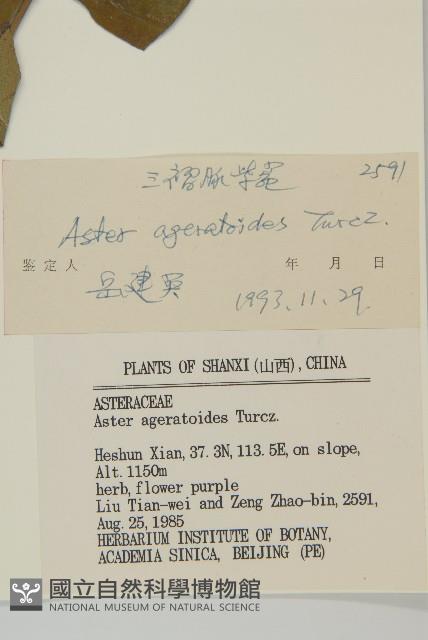 三褶脉紫菀 2591
Aster ageratoides Turcz.
鉴定人 年 月 日
岳建英 1993.11.29
PLANTS OF SHANXI(山西), CHINA
ASTERACEAE
Aster ageratoides Turcz.
Heshun Xian, 37.3N, 113.5E, on slope,
Alt. 1150m
herb, flower purple
Liu Tian-wei and Zeng Zhao-bin, 2591,
Aug. 25, 1985
HERBARIUM INSTITUTE OF BOTANY,
ACADEMIA SINICA, BEIJING (PE)
國立自然科學博物館
NATIONAL MUSEUM OF NATURAL SCIENCE